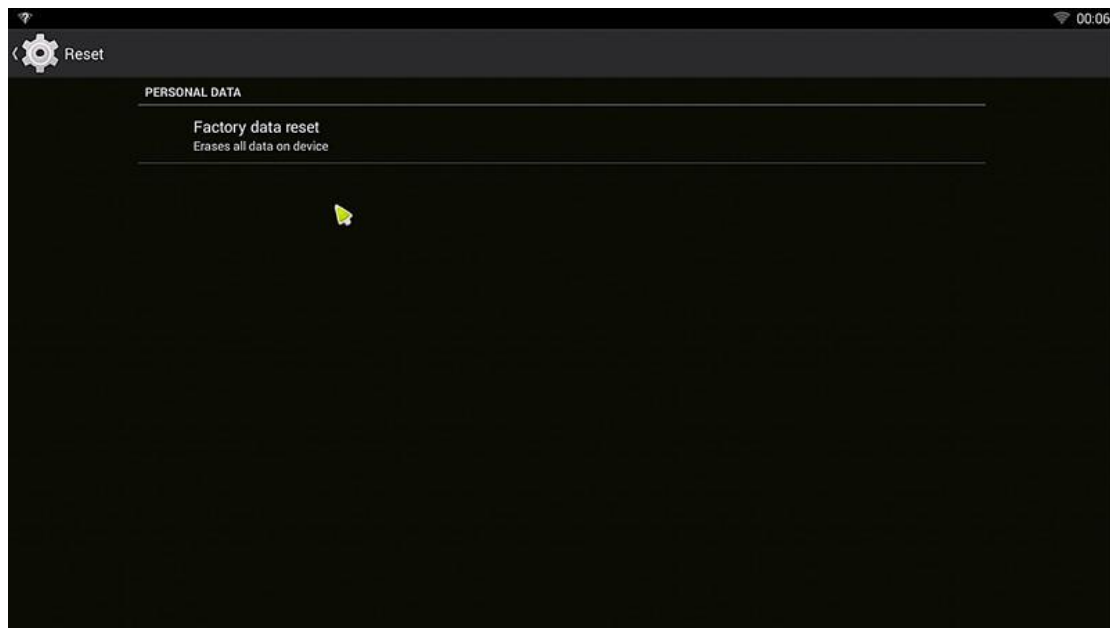 00:06
Reset
PERSONAL DATA
Factory data reset
Erases all data on device